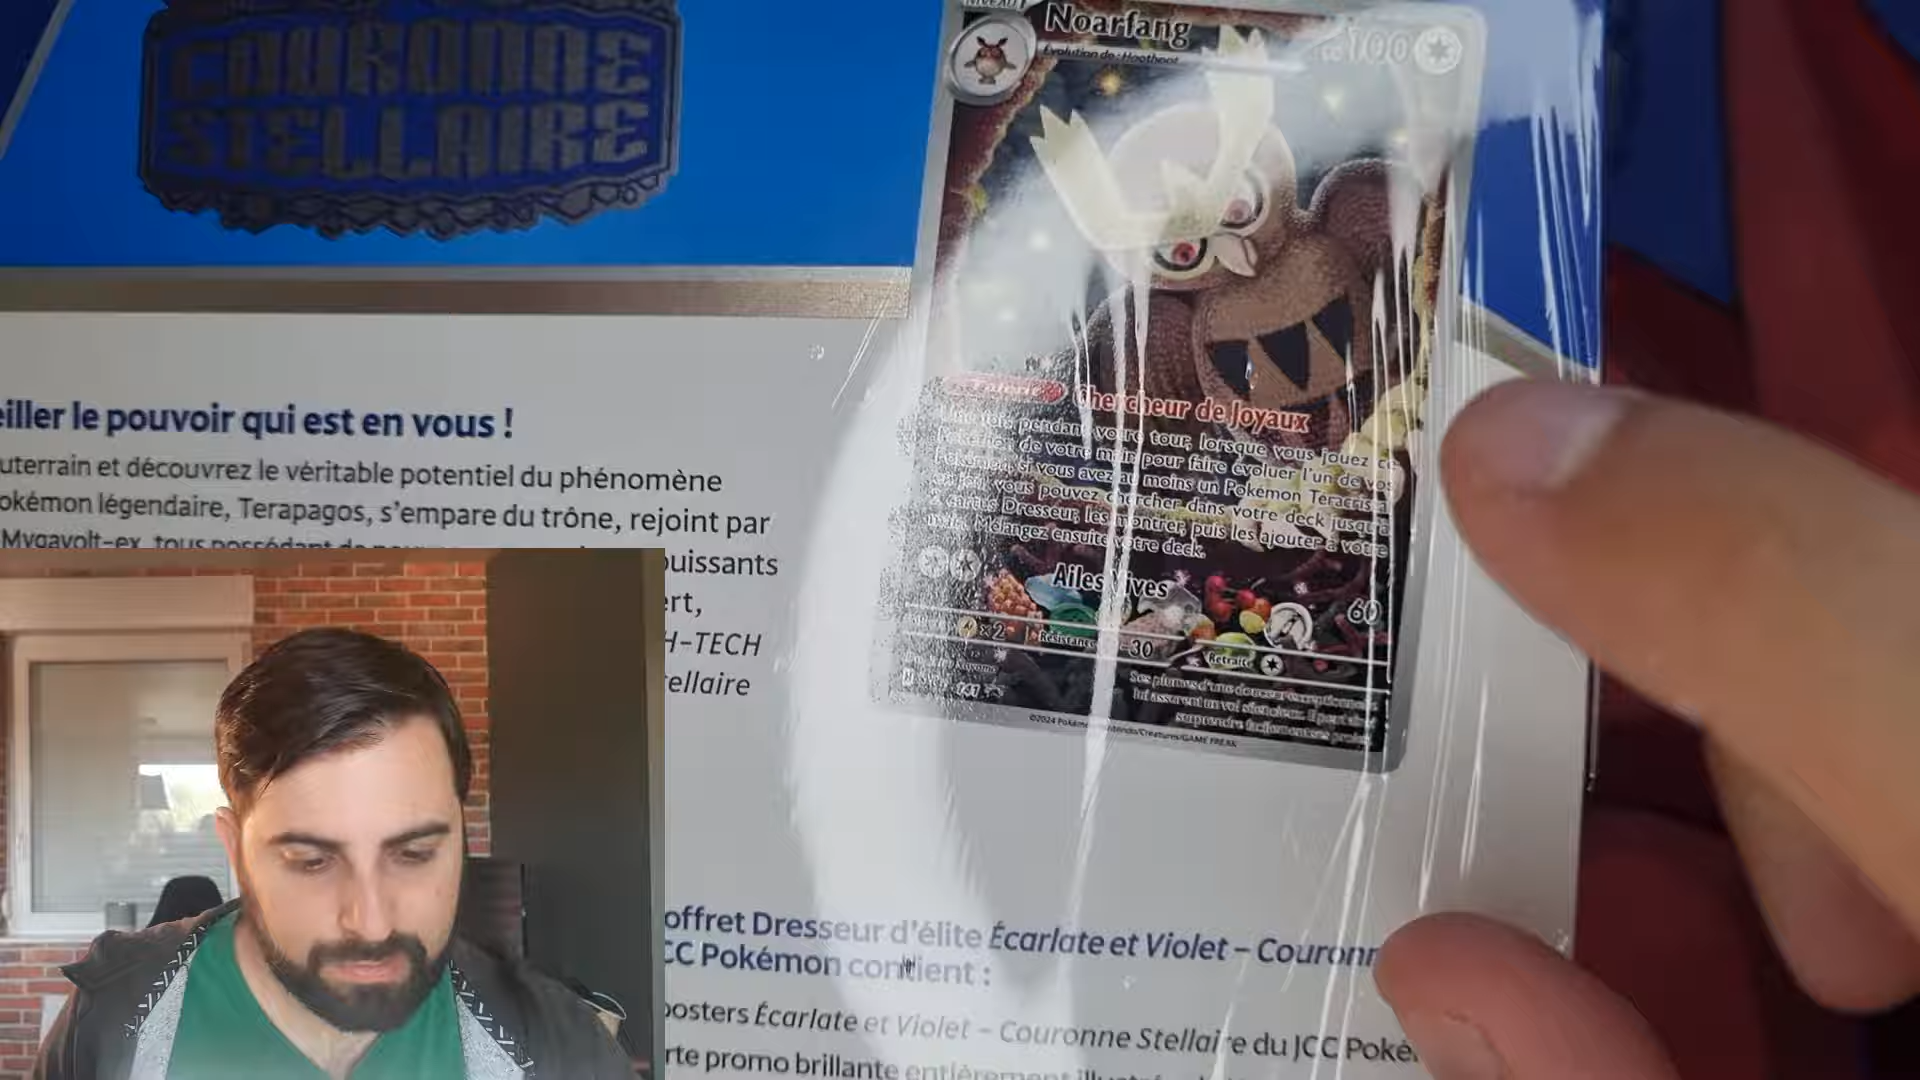 COURONNE
STELLAIRE
NIVEAU 1
Noarfang
Évolution de : Hoothoot
100
eiller le pouvoir qui est en vous !
uterrain et découvrez le véritable potentiel du phénomène
okémon légendaire, Terapagos, s'empare du trône, rejoint par
Mygavolt-ex, tous possédant de
uissants
ert,
H-TECH
ellaire
Chercheur de Joyaux
Une fois pendant votre tour, lorsque vous jouez ce
Pokémon de votre main pour faire évoluer l'un de vos
Pokémon, si vous avez au moins un Pokémon Téracristal
en jeu, vous pouvez chercher dans votre deck jusqu'à
2 cartes Dresseur, les montrer, puis les ajouter à votre
main. Mélangez ensuite votre deck.
Ailes Vives
60
×2
Résistance
-30
Retraite
Ses plumes d'une douceur exceptionnelle
lui assurent un vol silencieux. Il peut ainsi
surprendre facilement ses proies.
©2024 Pokémon/Nintendo/Creatures/GAME FREAK
offret Dresseur d'élite Écarlate et Violet – Couronn
CC Pokémon contient :
oosters Écarlate et Violet – Couronne Stellaire du JCC Poké
rte promo brillante entièrement